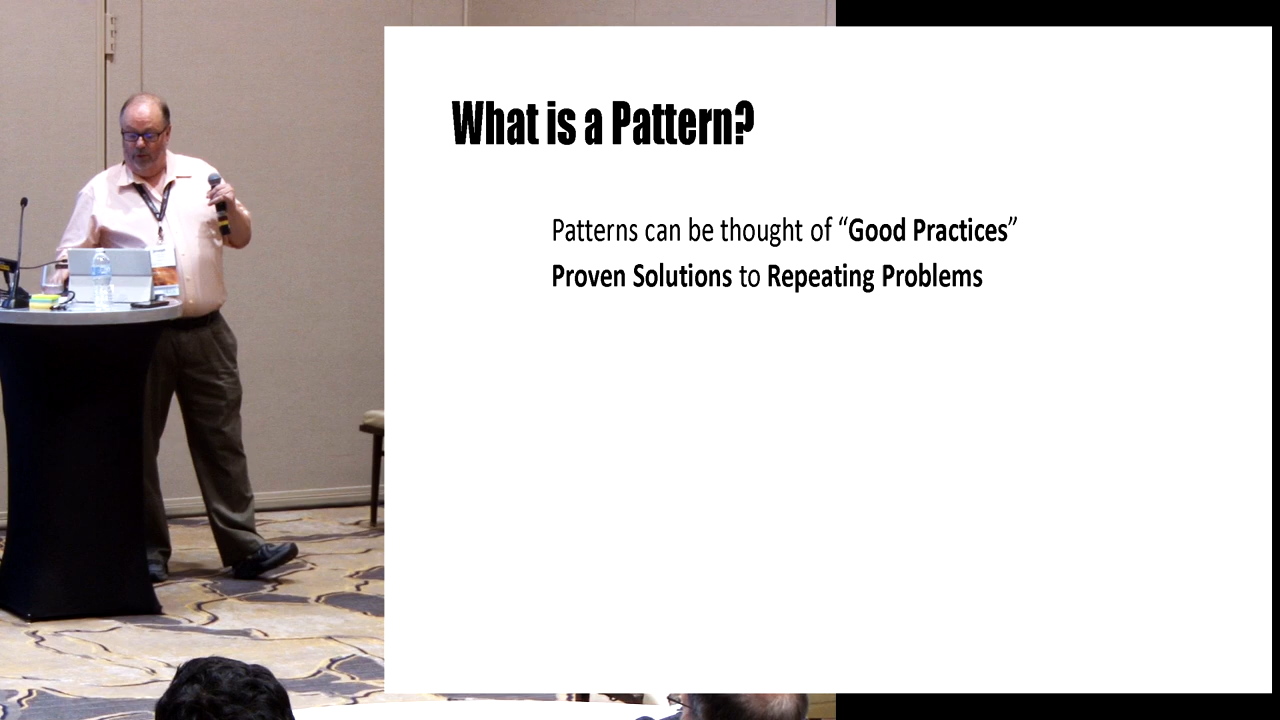 What is a Pattern?
Patterns can be thought of “Good Practices”
Proven Solutions to Repeating Problems